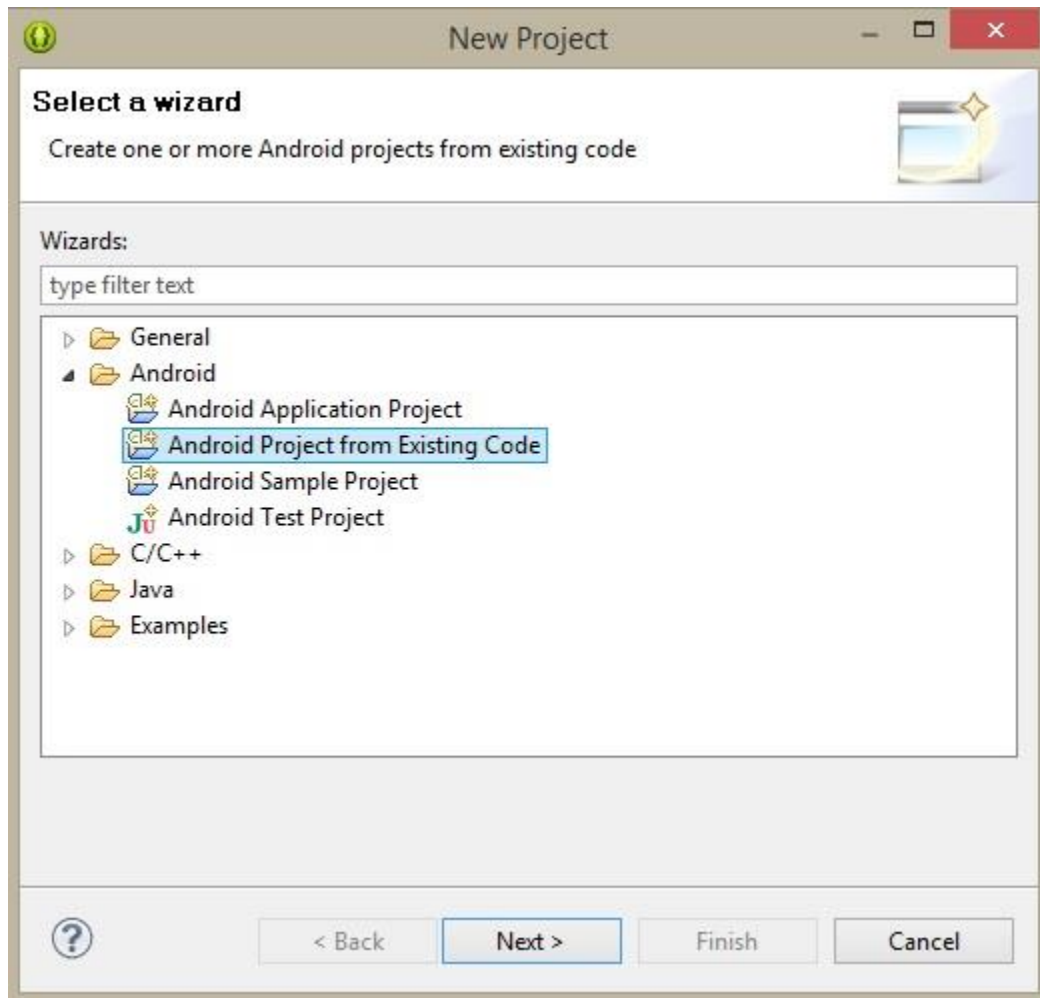 New Project
Select a wizard
Create one or more Android projects from existing code
Wizards:
type filter text
General
Android
Android Application Project
Android Project from Existing Code
Android Sample Project
Android Test Project
C/C++
Java
Examples
< Back Next > Finish Cancel